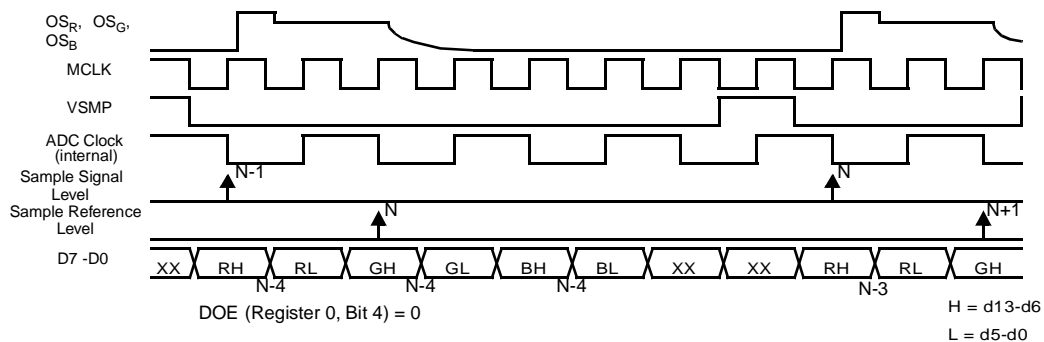 OSR, OSG,
OSB
MCLK
VSMP
ADC Clock
(internal)
N-1
N
Sample Signal
Level
Sample Reference
Level
N
N+1
D7 -D0
XX RH RL GH GL BH BL XX XX RH RL GH
N-4 N-4 N-4 N-3
DOE (Register 0, Bit 4) = 0
H = d13-d6
L = d5-d0